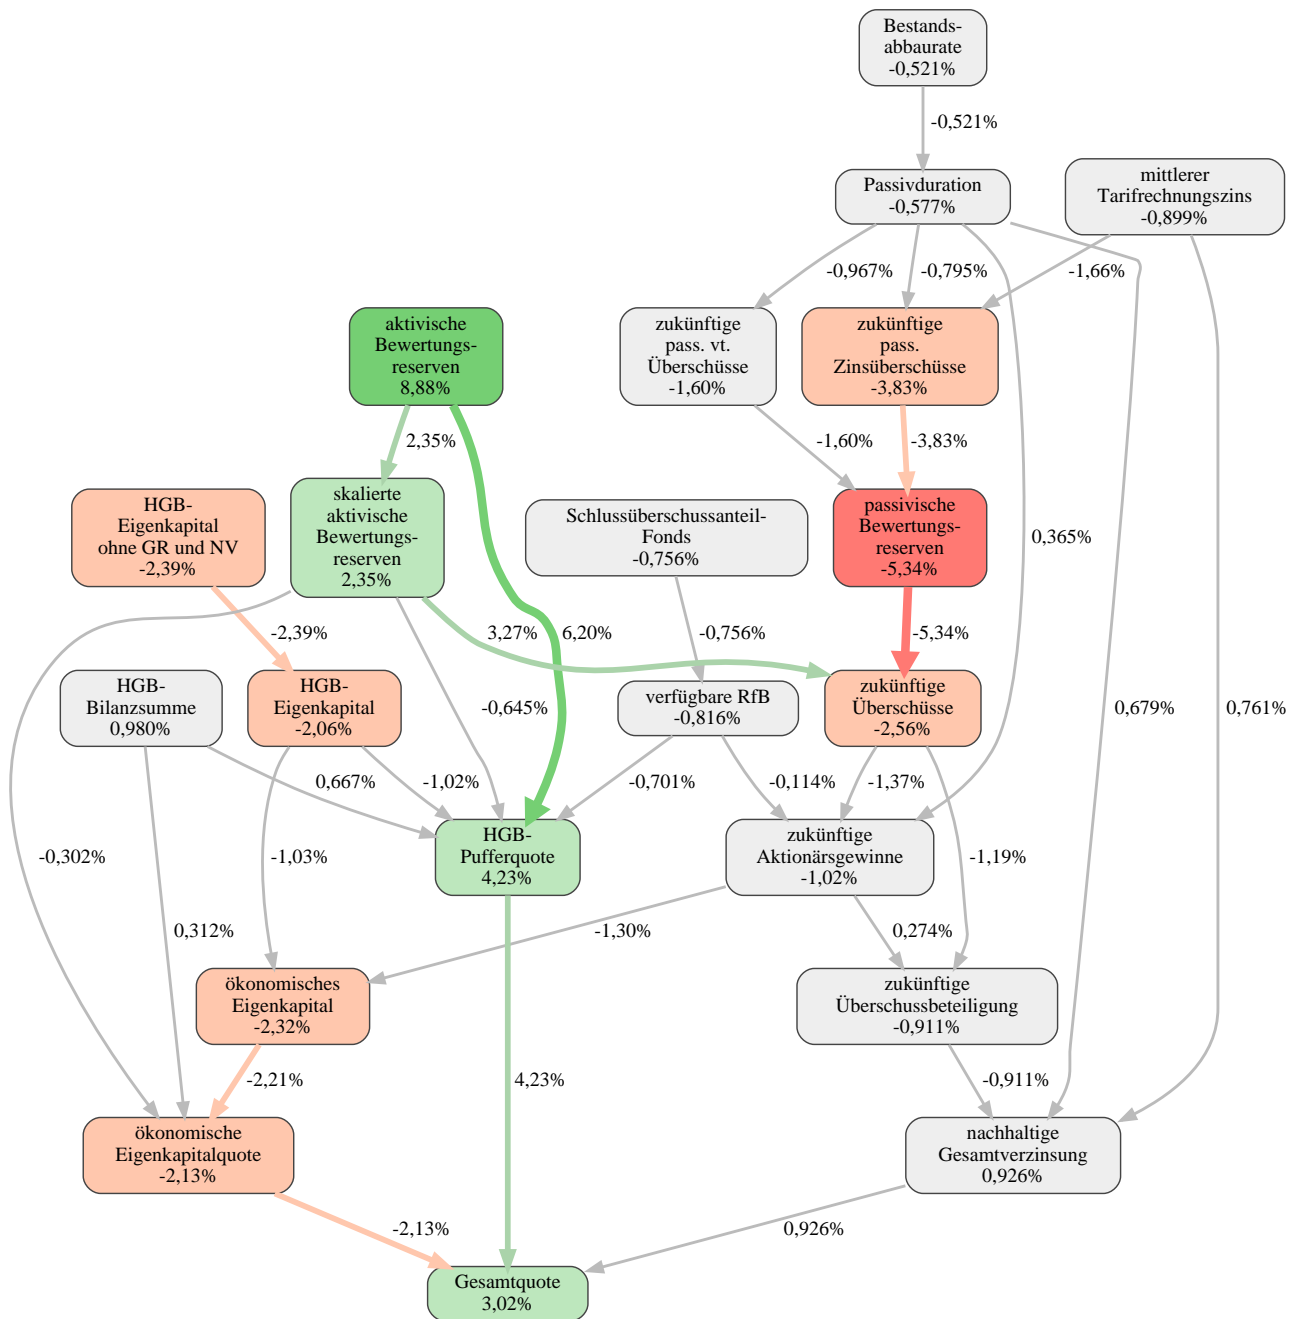 Bestands-
abbaurate
-0,521%
-0,521%
Passivduration
-0,577%
mittlerer
Tarifrechnungszins
-0,899%
-0,967%
-0,795%
-1,66%
aktivische
Bewertungs-
reserven
8,88%
zukünftige
pass. vt.
Überschüsse
-1,60%
zukünftige
pass.
Zinsüberschüsse
-3,83%
2,35%
-1,60%
-3,83%
HGB-
Eigenkapital
ohne GR und NV
-2,39%
skalierte
aktivische
Bewertungs-
reserven
2,35%
Schlussüberschussanteil-
Fonds
-0,756%
passivische
Bewertungs-
reserven
-5,34%
0,365%
-2,39%
3,27%
6,20%
-0,756%
-5,34%
HGB-
Bilanzsumme
0,980%
HGB-
Eigenkapital
-2,06%
-0,645%
verfügbare RfB
-0,816%
zukünftige
Überschüsse
-2,56%
0,679%
0,761%
0,667%
-1,02%
-0,701%
-0,114%
-1,37%
-0,302%
-1,03%
HGB-
Pufferquote
4,23%
zukünftige
Aktionärsgewinne
-1,02%
-1,19%
0,312%
-1,30%
0,274%
ökonomisches
Eigenkapital
-2,32%
zukünftige
Überschussbeteiligung
-0,911%
-2,21%
4,23%
-0,911%
ökonomische
Eigenkapitalquote
-2,13%
nachhaltige
Gesamtverzinsung
0,926%
-2,13%
0,926%
Gesamtquote
3,02%